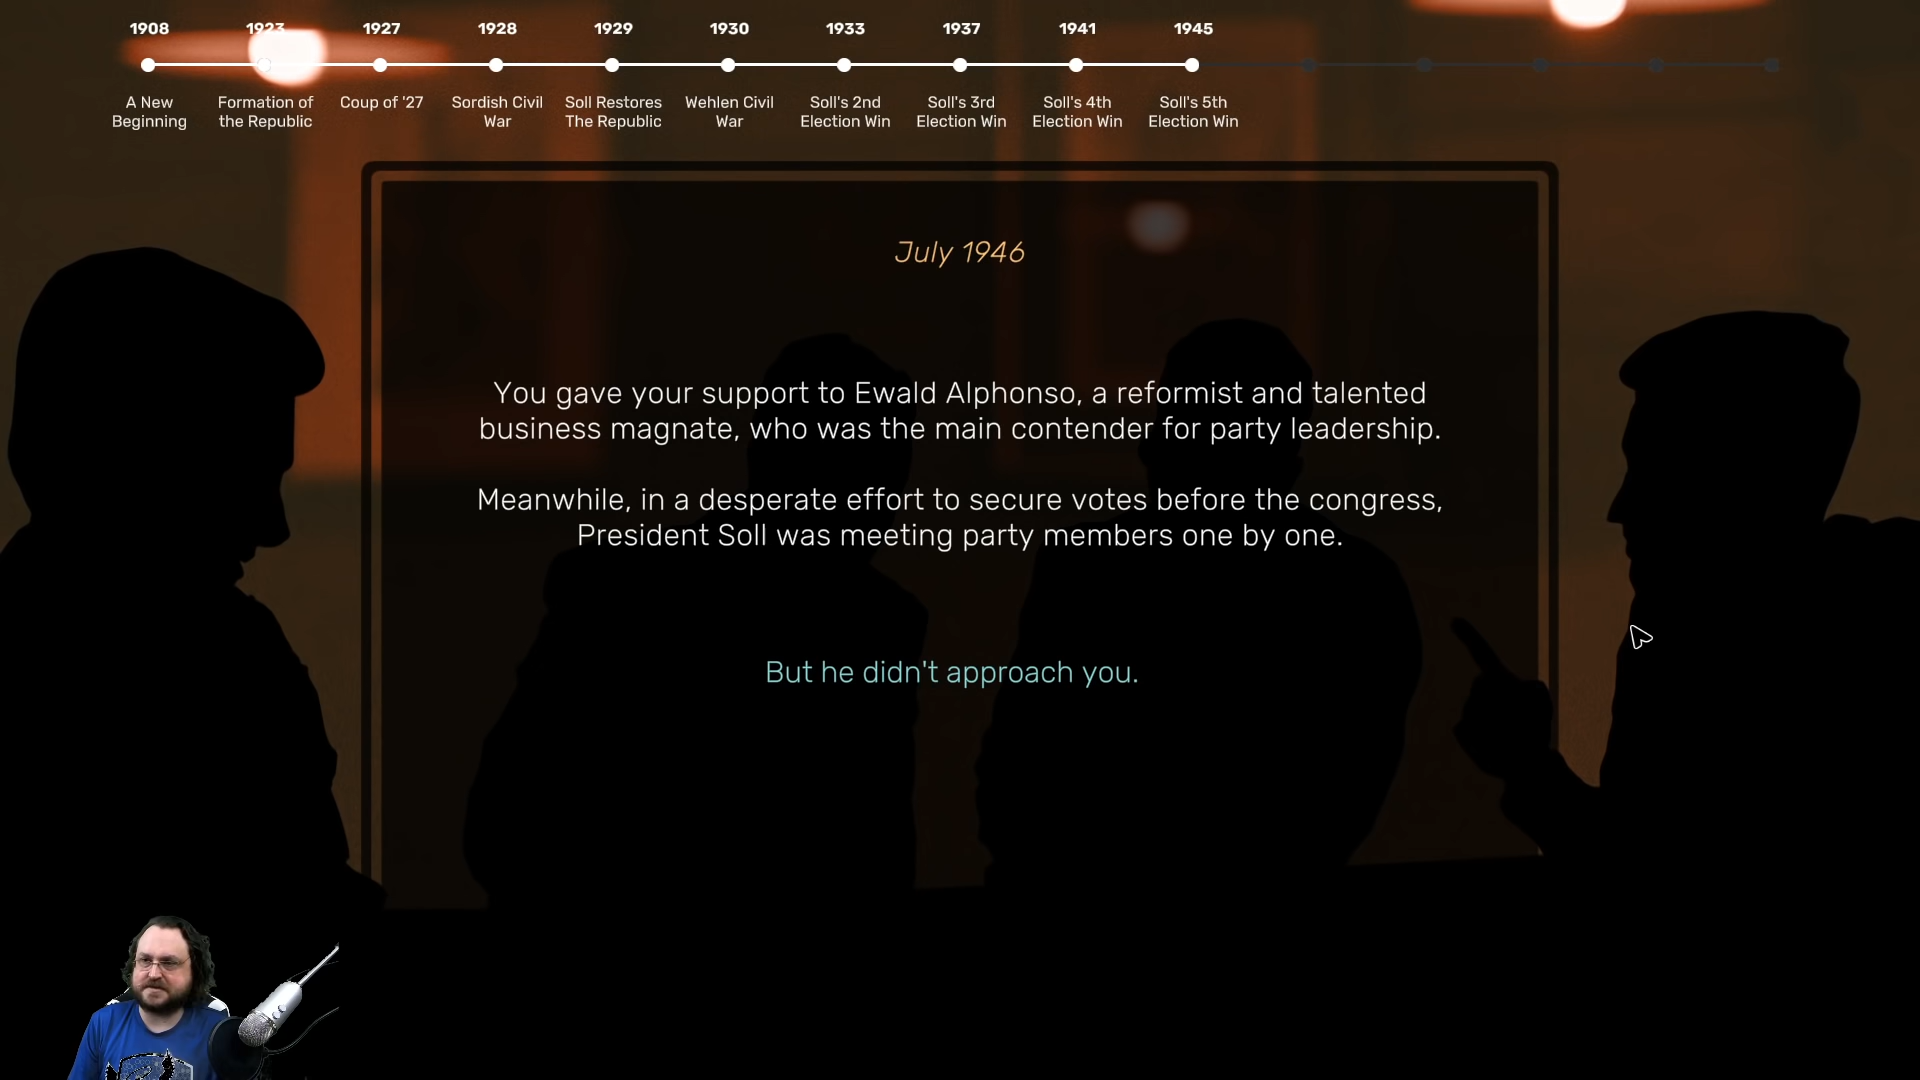 1908 1923 1927 1928 1929 1930 1933 1937 1941 1945
A New Beginning
Formation of the Republic
Coup of '27
Sordish Civil War
Soll Restores The Republic
Wehlen Civil War
Soll's 2nd Election Win
Soll's 3rd Election Win
Soll's 4th Election Win
Soll's 5th Election Win
July 1946
You gave your support to Ewald Alphonso, a reformist and talented
business magnate, who was the main contender for party leadership.
Meanwhile, in a desperate effort to secure votes before the congress,
President Soll was meeting party members one by one.
But he didn't approach you.